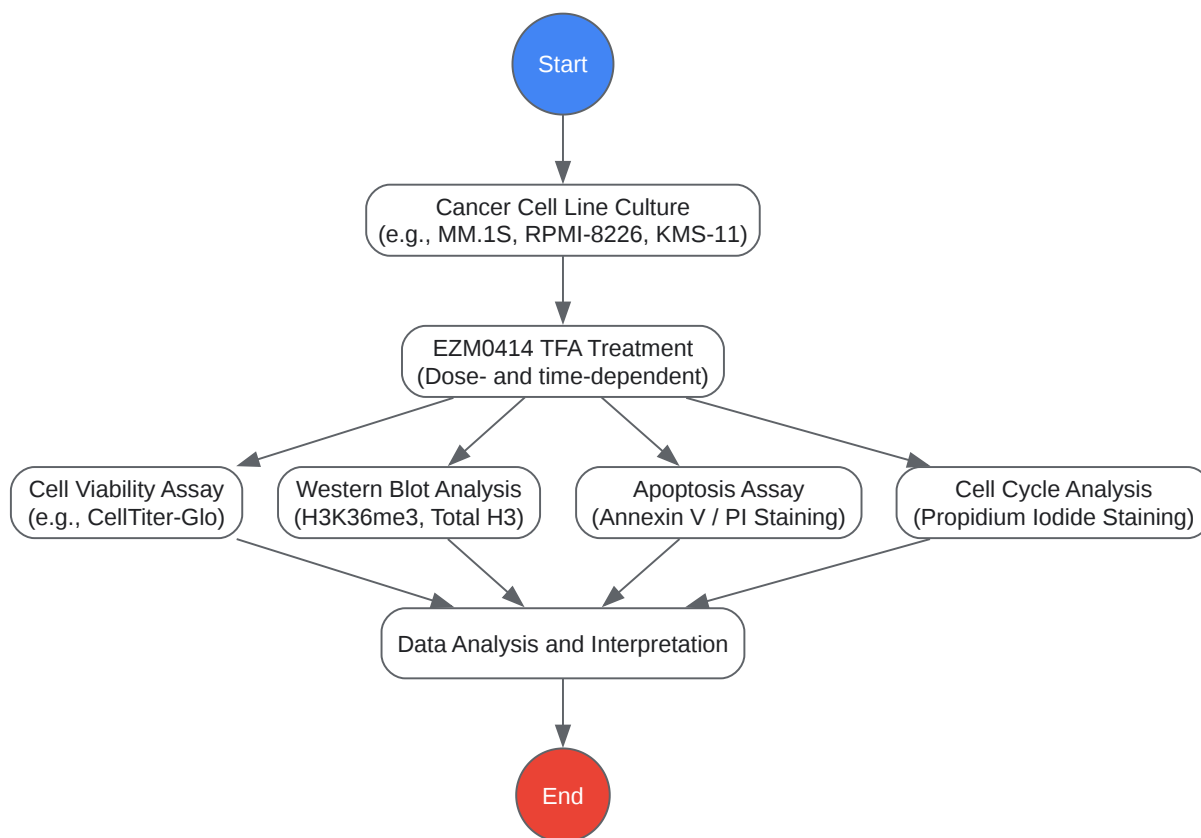 Start
Cancer Cell Line Culture
(e.g., MM.1S, RPMI-8226, KMS-11)
EZM0414 TFA Treatment
(Dose- and time-dependent)
Cell Viability Assay
(e.g., CellTiter-Glo)
Western Blot Analysis
(H3K36me3, Total H3)
Apoptosis Assay
(Annexin V / PI Staining)
Cell Cycle Analysis
(Propidium Iodide Staining)
Data Analysis and Interpretation
End